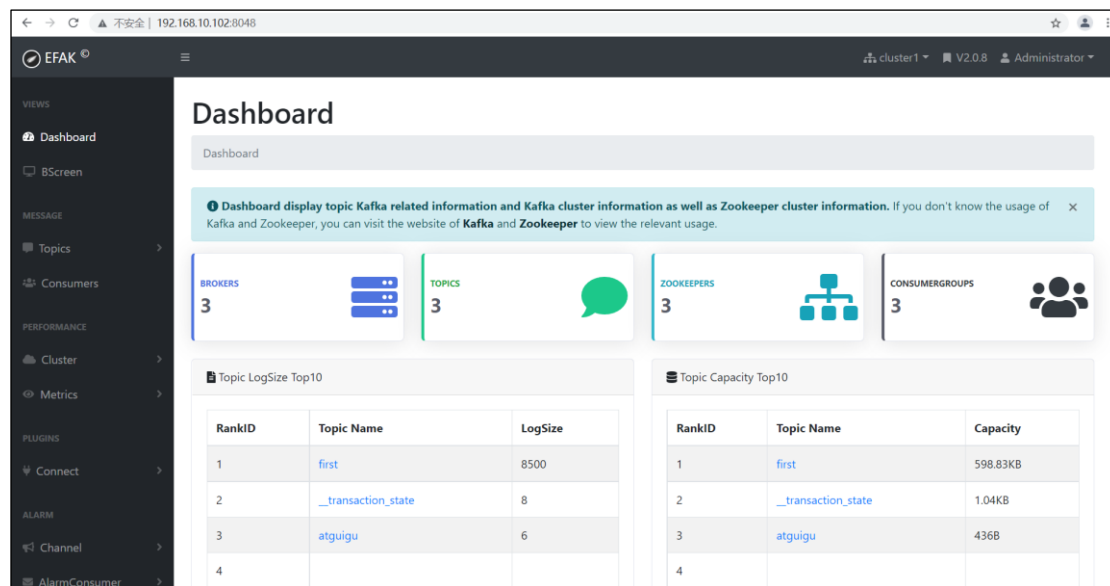 不安全 | 192.168.10.102:8048
EFAK ©
cluster1
V2.0.8
Administrator
VIEWS
Dashboard
BScreen
MESSAGE
Topics
Consumers
PERFORMANCE
Cluster
Metrics
PLUGINS
Connect
ALARM
Channel
AlarmConsumer
Dashboard
Dashboard
Dashboard display topic Kafka related information and Kafka cluster information as well as Zookeeper cluster information. If you don't know the usage of
Kafka and Zookeeper, you can visit the website of Kafka and Zookeeper to view the relevant usage.
BROKERS
3
TOPICS
3
ZOOKEEPERS
3
CONSUMERGROUPS
3
Topic LogSize Top10
RankID Topic Name LogSize
1 first 8500
2 __transaction_state 8
3 atguigu 6
4
Topic Capacity Top10
RankID Topic Name Capacity
1 first 598.83KB
2 __transaction_state 1.04KB
3 atguigu 436B
4